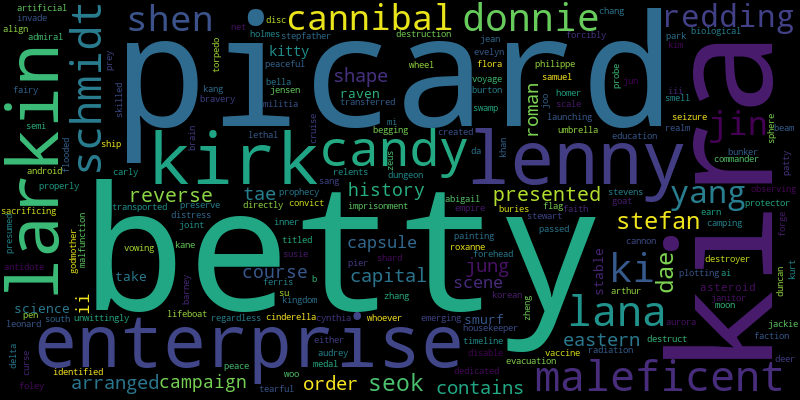 artificial
invade
align
admiral
shen
picard
cannibal
disc
net
torpedo
holmes
stepfather
destruction
jean
evelyn
donnie
chang
forcibly
redding
park
kim
biological
prey
skilled
kang
bravery
kitty
peaceful
bella
jensen
militia
wheel
flora
voyage
burton
philippe
samuel
homer
scale
launching
umbrella
probe
jun
iii
smell
seizure
realm
beam
fairy
larkin
schmidt
shape
raven
transferred
swamp
roman
joo
education
jin
kira
sphere
semi
flooded
ship
kirk
brain
lethal
cruise
mi
begging
created
candy
da
khan
lenny
bunker
commander
patty
android
carly
properly
reverse
sang
tae
prophecy
relents
zeus
dungeon
history
presented
stevens
goat
yang
observing
protector
sacrificing
transported
preserve
distress
joint
directly
convict
imprisonment
abigail
empire
flag
faith
stewart
passed
earn
camping
forge
presumed
godmother
malfunction
vowing
kane
inner
titled
susie
betty
painting
roxanne
forehead
stefan
cannon
destroyer
plotting
ai
antidote
take
barney
course
ferris
su
b
kingdom
capsule
pier
shard
capital
zhang
jung
scene
korean
stable
ki
dae
asteroid
janitor
moon
duncan
kurt
science
ii
pen
leonard
south
unwittingly
lifeboat
regardless
cinderella
cynthia
whoever
emerging
smurf
housekeeper
timeline
zheng
lana
arthur
aurora
jackie
faction
enterprise
either
audrey
medal
disable
evacuation
vaccine
radiation
eastern
destruct
delta
curse
foley
identified
arranged
campaign
peace
woo
tearful
order
seok
dedicated
contains
maleficent
deer